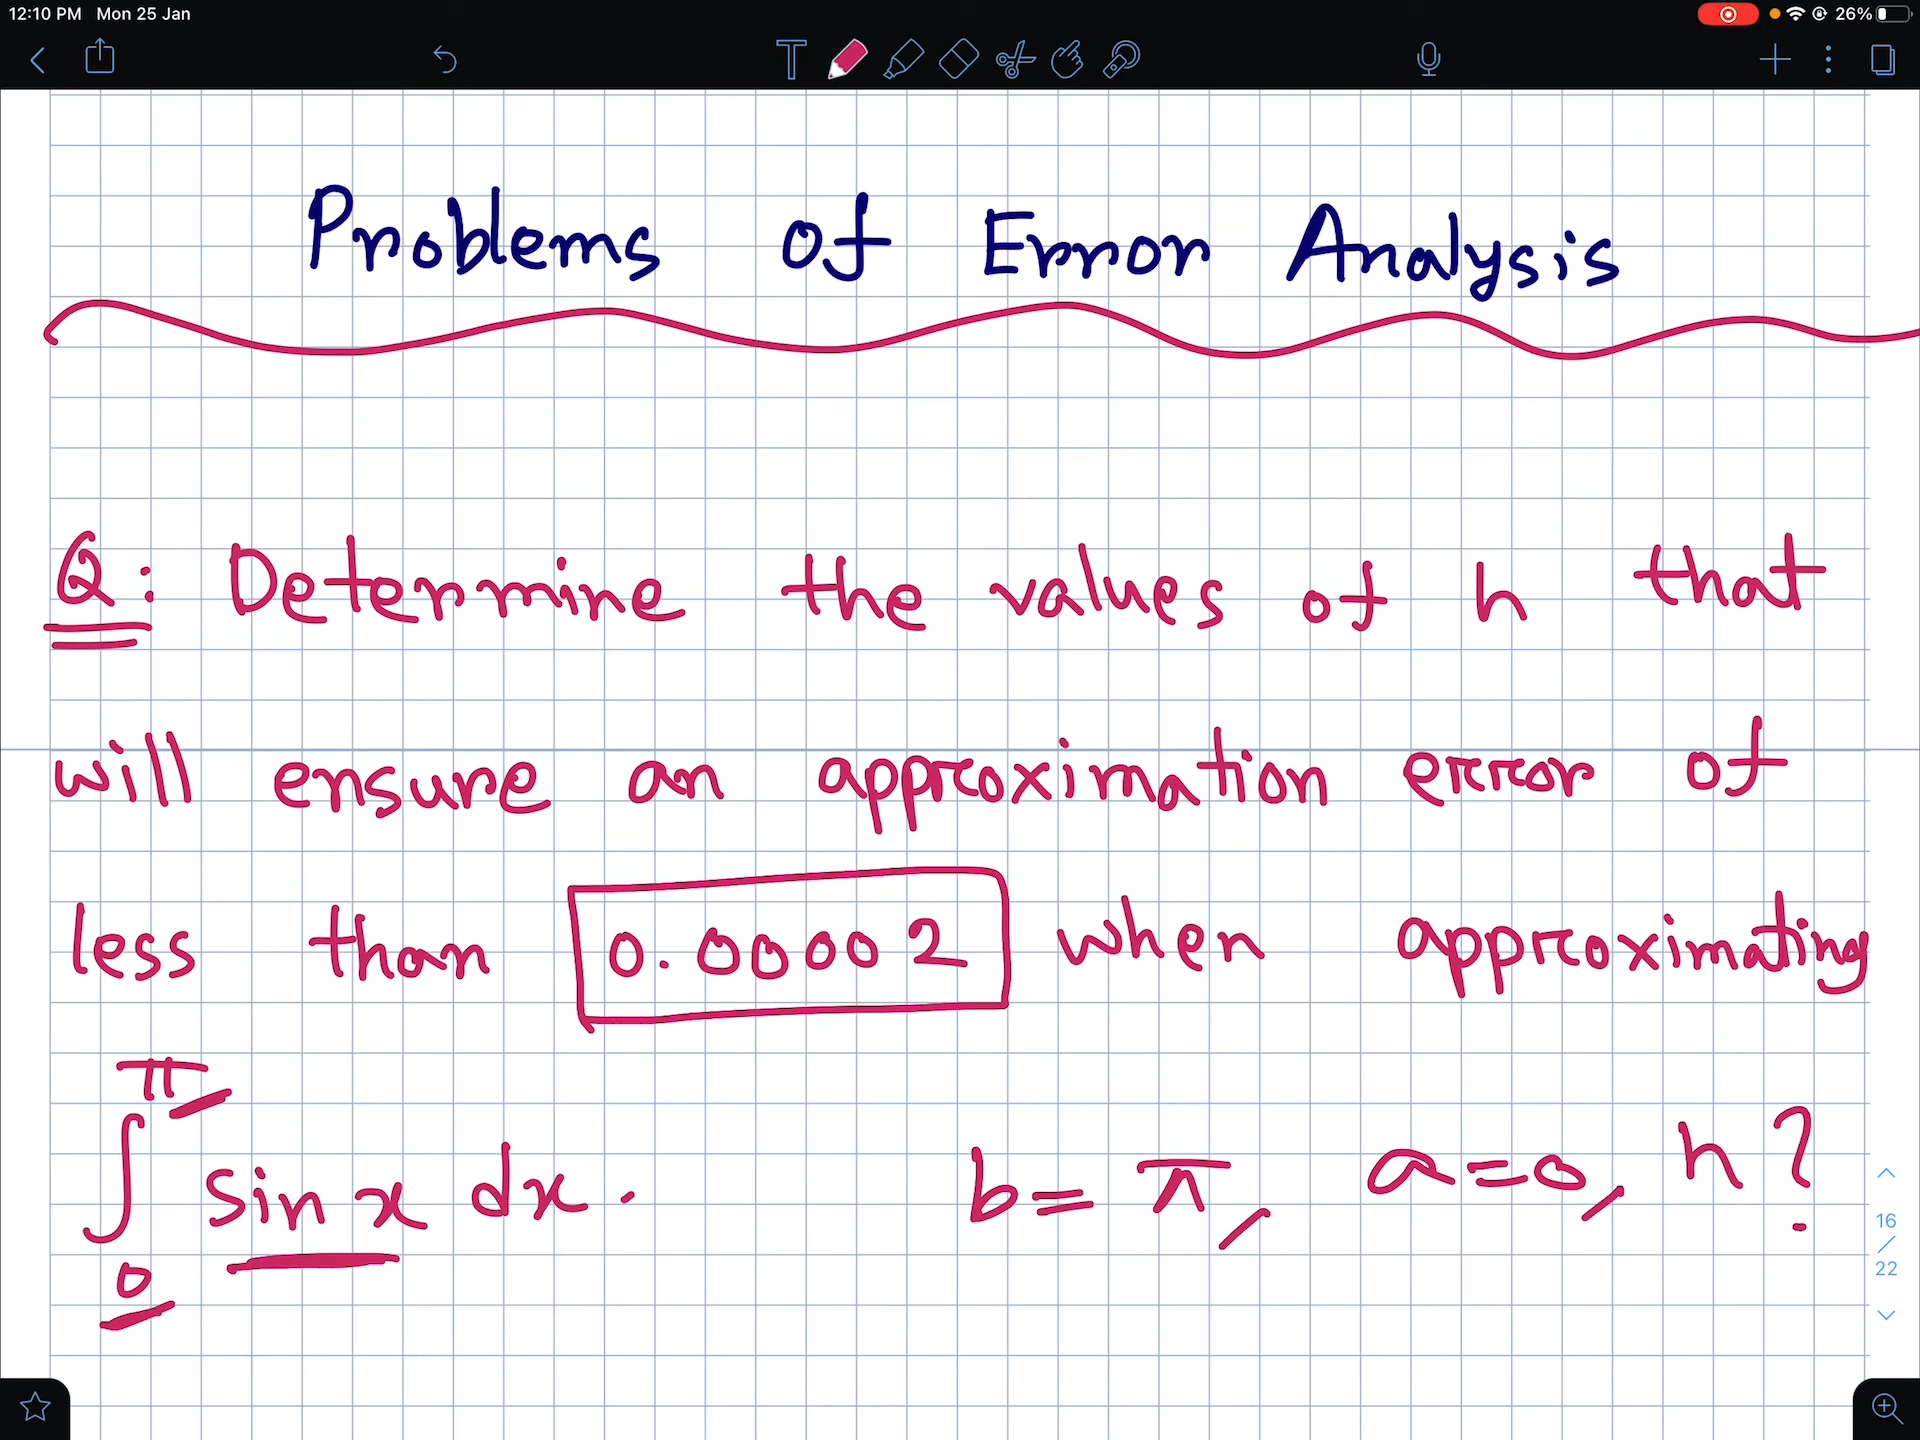 12:10 PM Mon 25 Jan
26%
Problems of Error Analysis
Q: Determine the values of h that
will ensure an approximation error of
less than 0.00002 when approximating
∫₀^π sin x dx. b = π, a = 0, h?
16
/
22